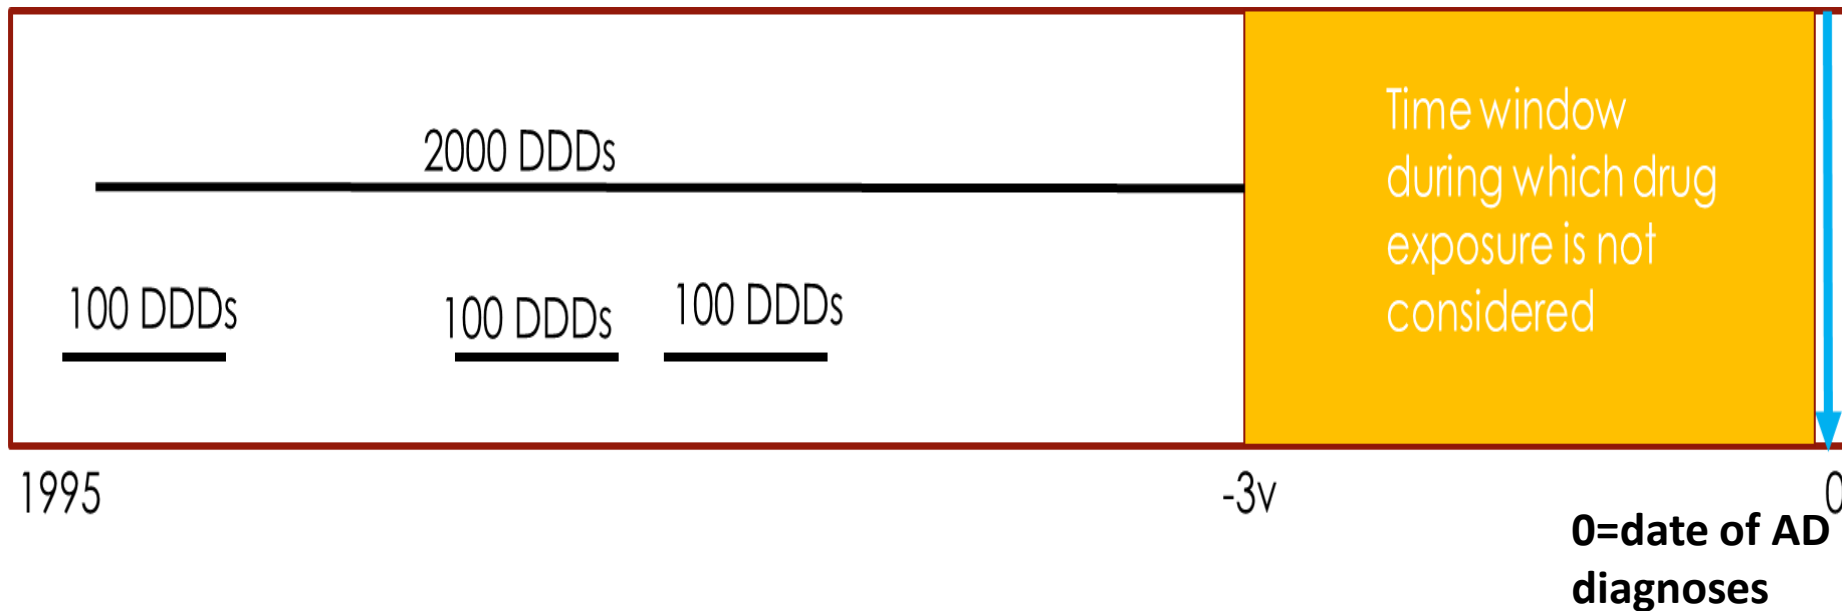 2000 DDDs
100 DDDs
100 DDDs
100 DDDs
Time window
during which drug
exposure is not
considered
1995
-3v
0
0=date of AD
diagnoses